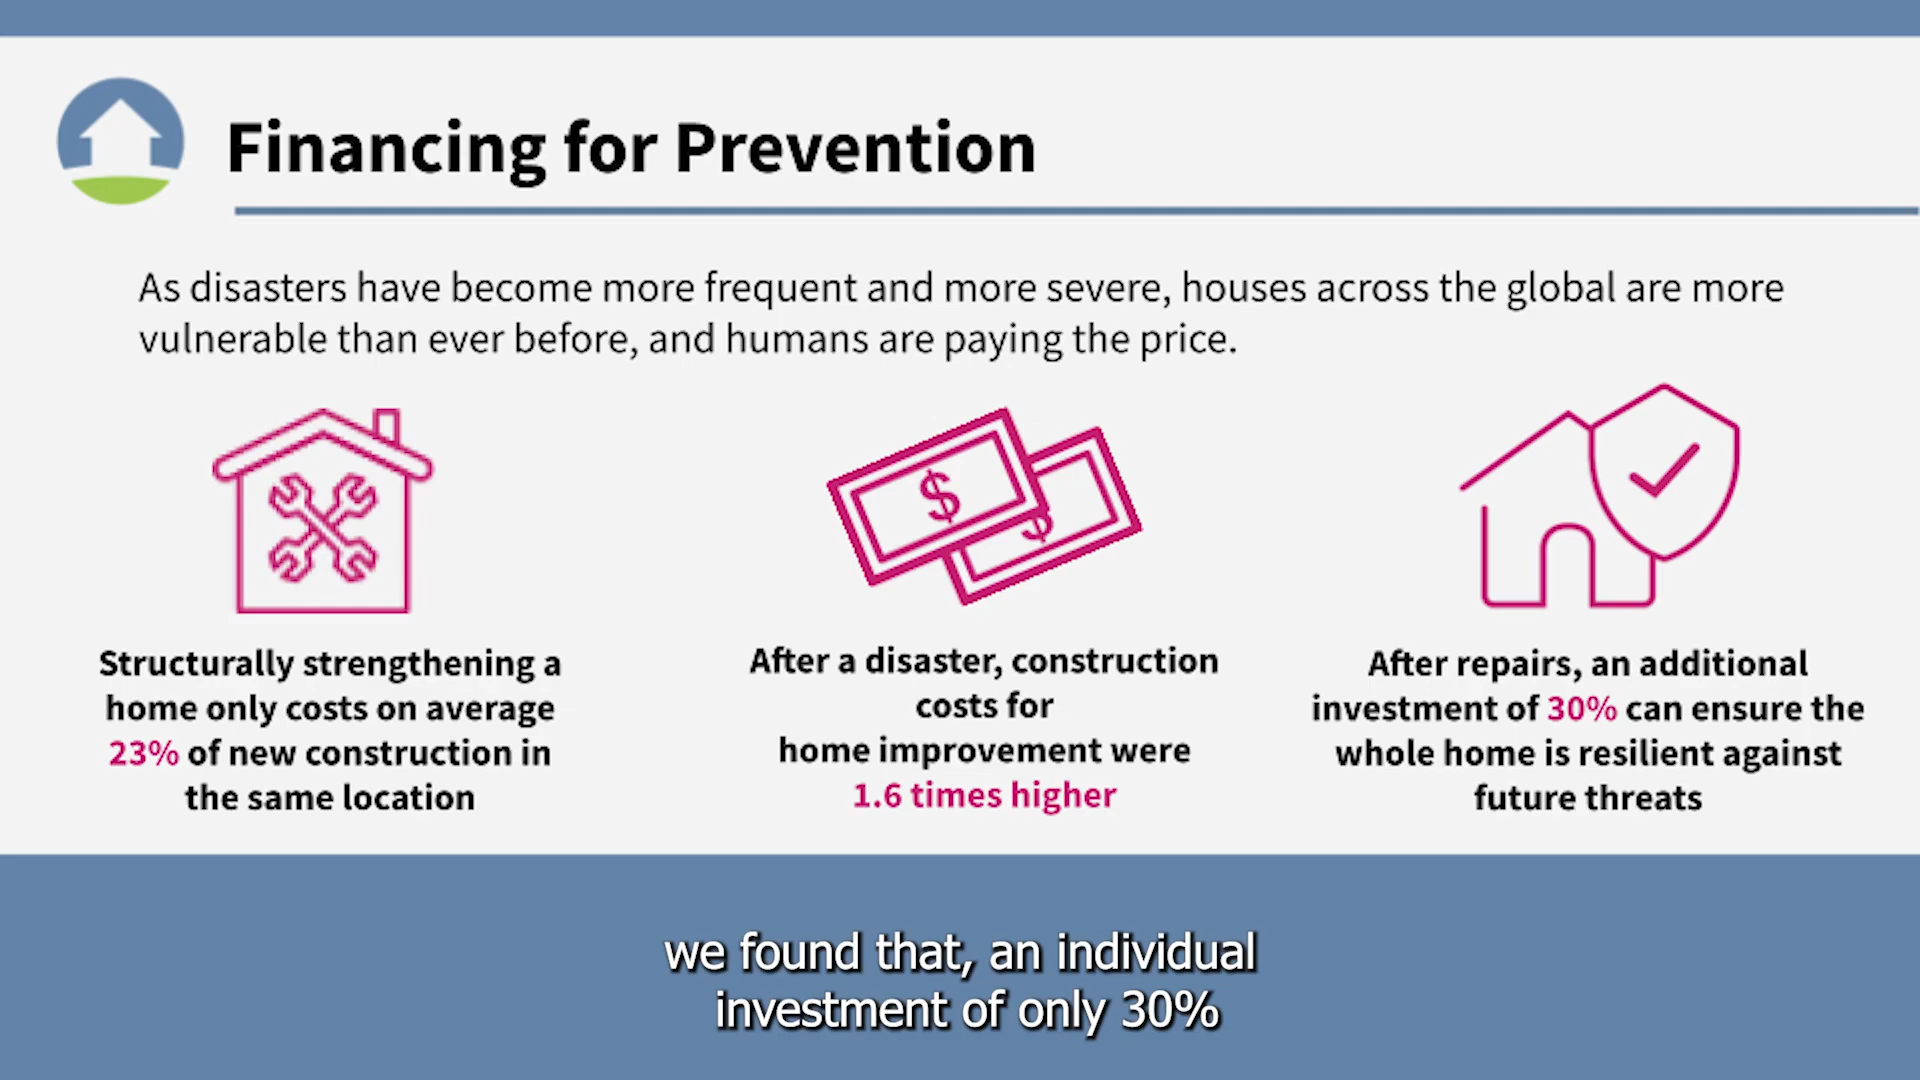 Financing for Prevention
As disasters have become more frequent and more severe, houses across the global are more
vulnerable than ever before, and humans are paying the price.
$
$
Structurally strengthening a
home only costs on average
23% of new construction in
the same location
After a disaster, construction
costs for
home improvement were
1.6 times higher
After repairs, an additional
investment of 30% can ensure the
whole home is resilient against
future threats
we found that, an individual
investment of only 30%